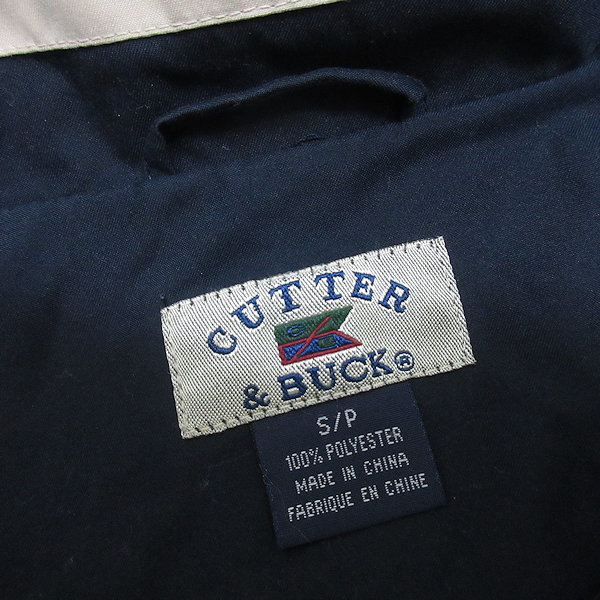 CUTTER
& BUCK®
S/P
100% POLYESTER
MADE IN CHINA
FABRIQUE EN CHINE